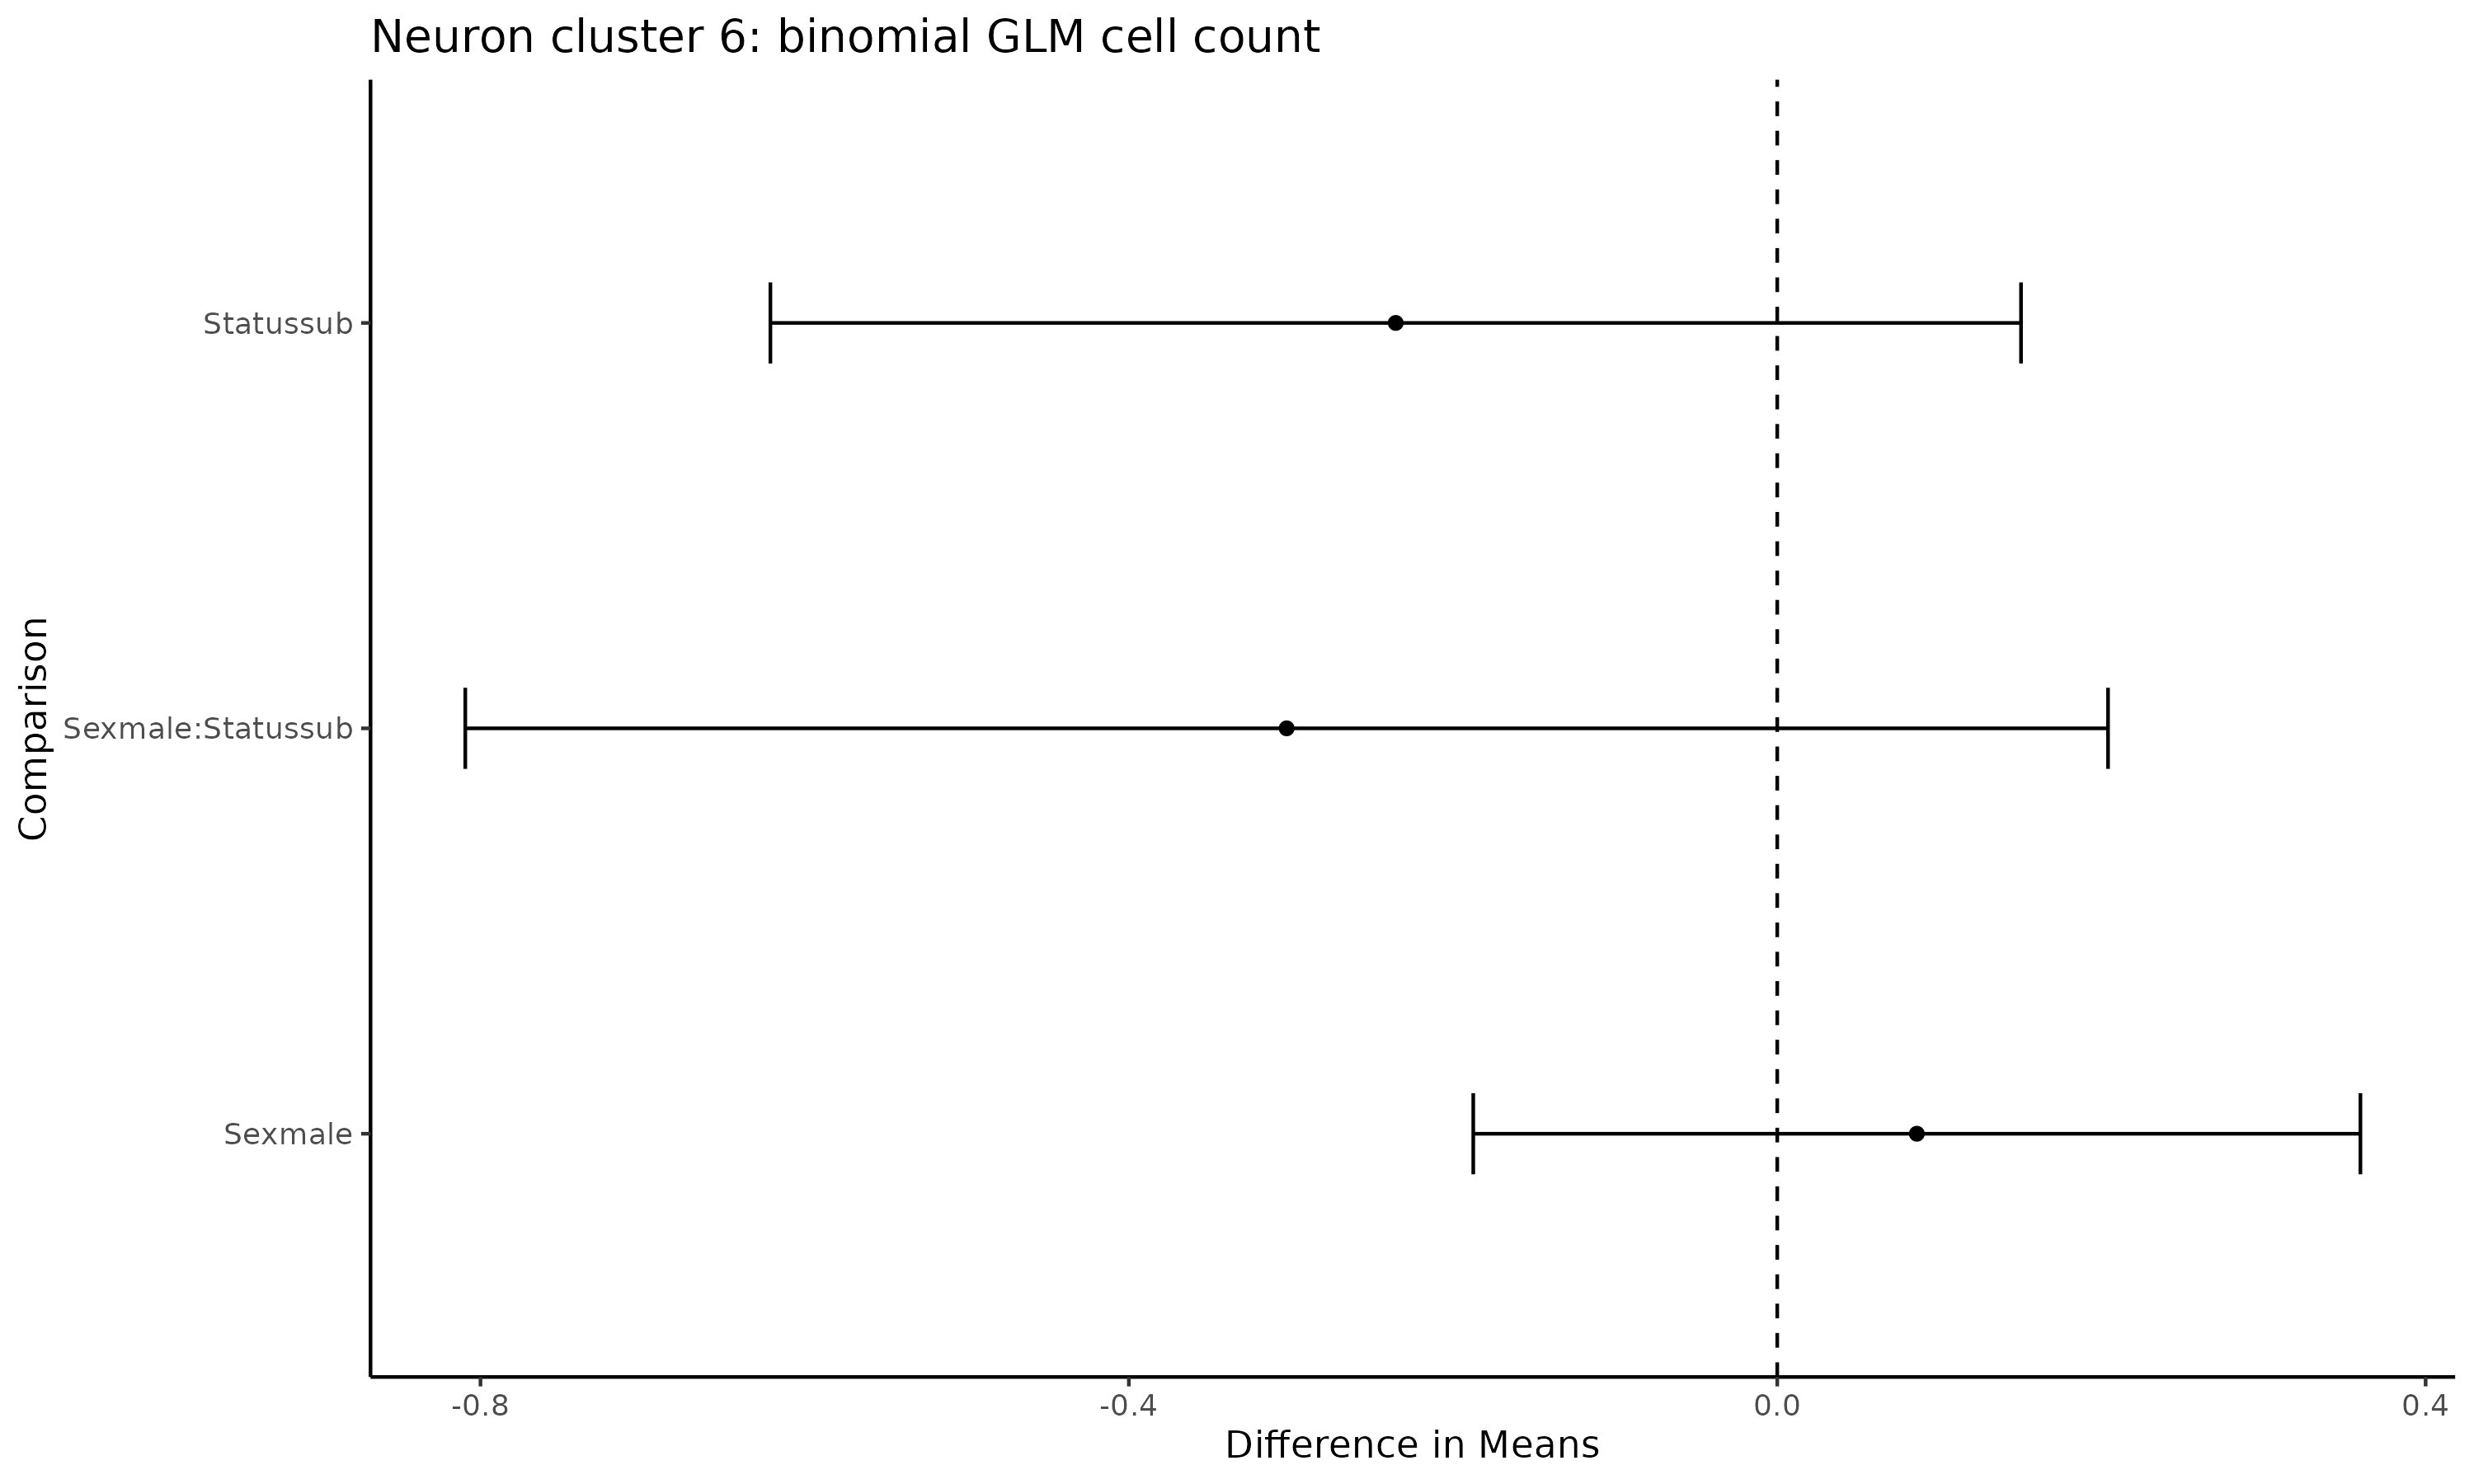 Neuron cluster 6: binomial GLM cell count
Comparison
Statussub
Sexmale:Statussub
Sexmale
-0.8
-0.4
0.0
0.4
Difference in Means